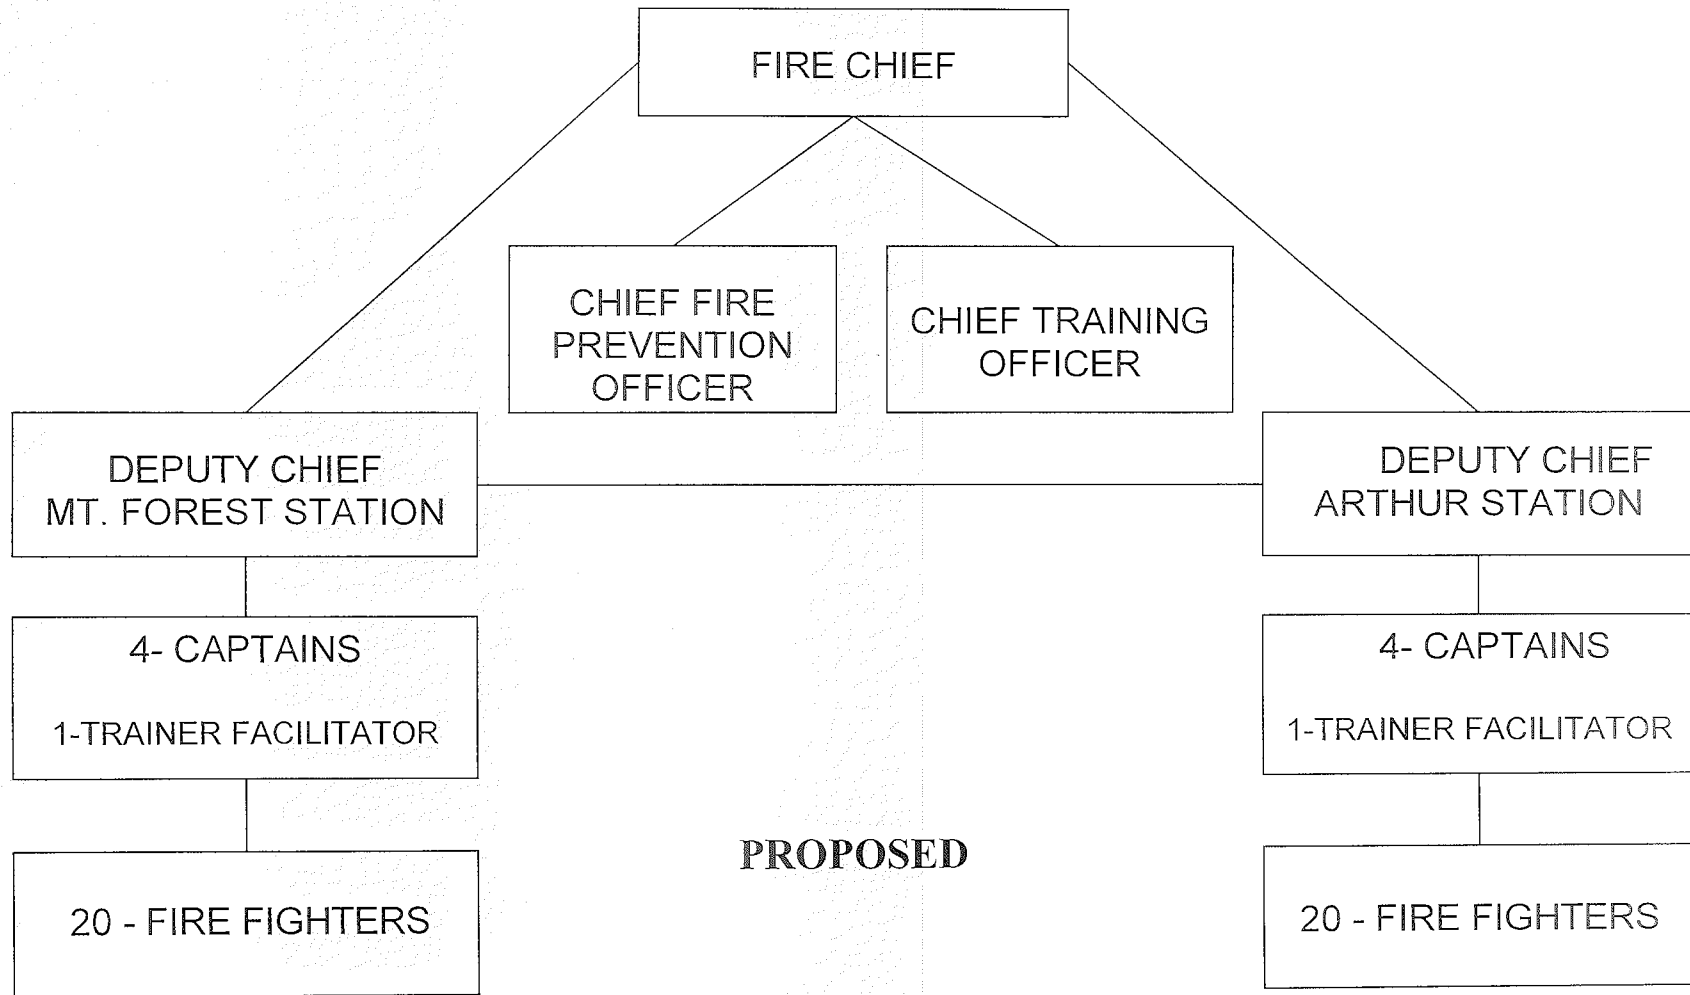 FIRE CHIEF
CHIEF FIRE
PREVENTION
OFFICER
CHIEF TRAINING
OFFICER
DEPUTY CHIEF
MT. FOREST STATION
DEPUTY CHIEF
ARTHUR STATION
4- CAPTAINS
1-TRAINER FACILITATOR
4- CAPTAINS
1-TRAINER FACILITATOR
PROPOSED
20 - FIRE FIGHTERS
20 - FIRE FIGHTERS